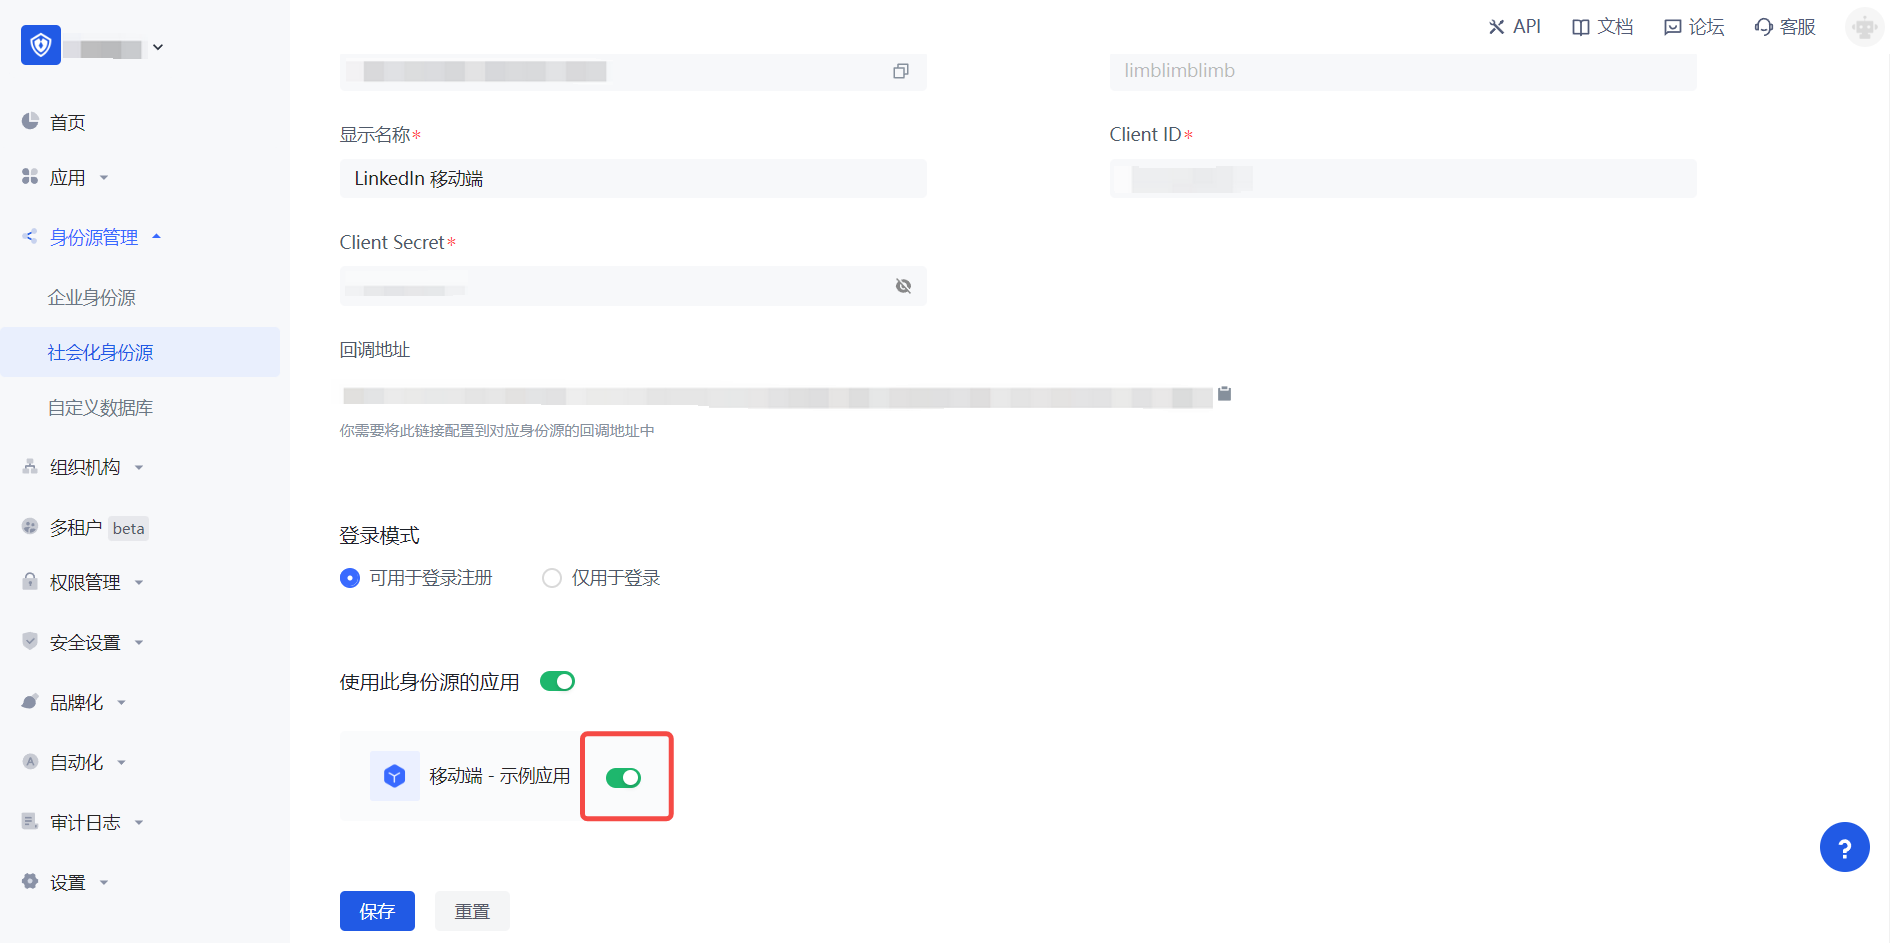 API
文档
论坛
客服
首页
应用
身份源管理
企业身份源
社会化身份源
自定义数据库
组织机构
多租户 beta
权限管理
安全设置
品牌化
自动化
审计日志
设置
limblimblimb
显示名称*
Client ID*
LinkedIn 移动端
Client Secret*
回调地址
你需要将此链接配置到对应身份源的回调地址中
登录模式
可用于登录注册
仅用于登录
使用此身份源的应用
移动端 - 示例应用
保存
重置
?